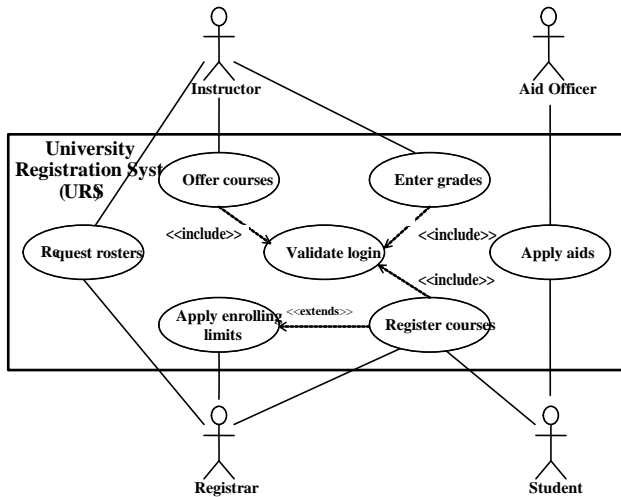 Instructor
Aid Officer
University
Registration Syst
(URS)
Offer courses
Enter grades
<<include>>
<<include>>
Request rosters
Validate login
Apply aids
<<include>>
Apply enrolling
limits
<<extends>>
Register courses
Registrar
Student